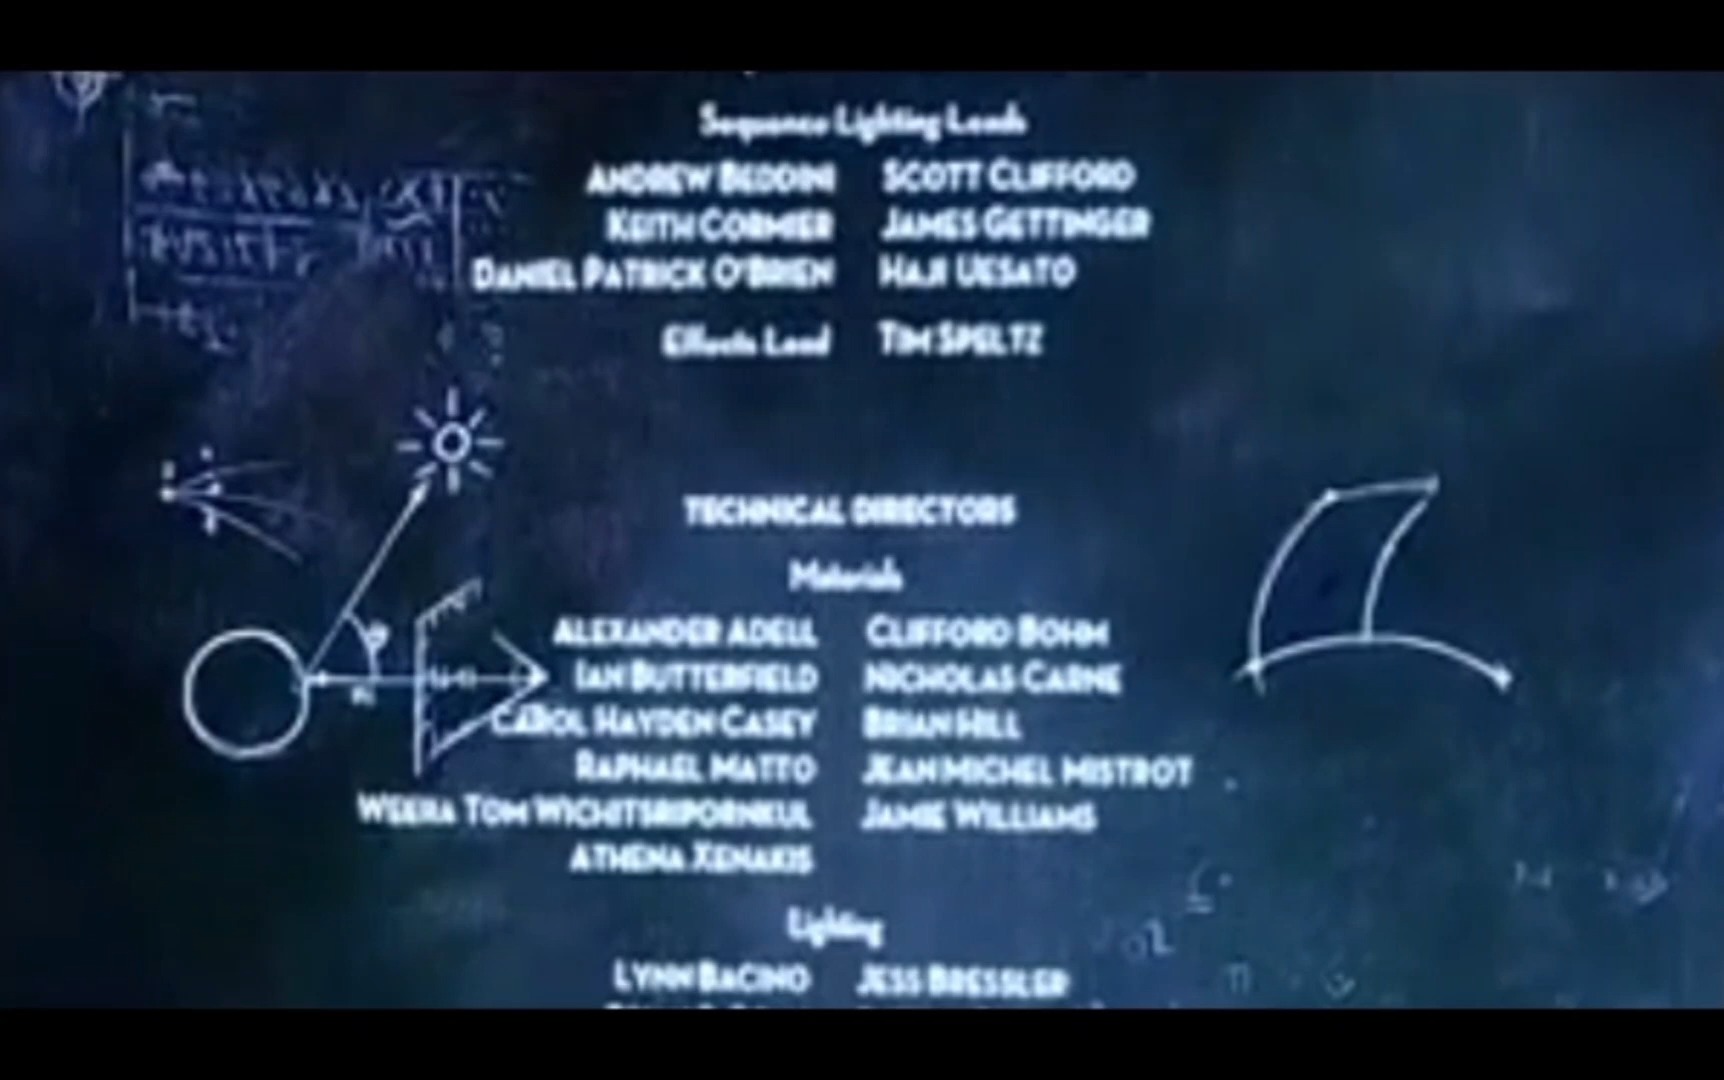 Sequence Lighting Leads
ANDREW BEDDINI SCOTT CLIFFORD
KEITH CORMIER JAMES GETTINGER
DANIEL PATRICK O'BRIEN HAJI UESATO
Effects Lead TIM SPELTZ
TECHNICAL DIRECTORS
Materials
ALEXANDER ADELL CLIFFORD BOHM
IAN BUTTERFIELD NICHOLAS CARNE
CAROL HAYDEN CASEY BRIAN HILL
RAPHAEL MATTO JEAN MICHEL MISTROT
WEERA TOM WICHITSRIPORNKUL JAMIE WILLIAMS
ATHENA XENAKIS
Lighting
LYNN BACINO JESS BRESSLER